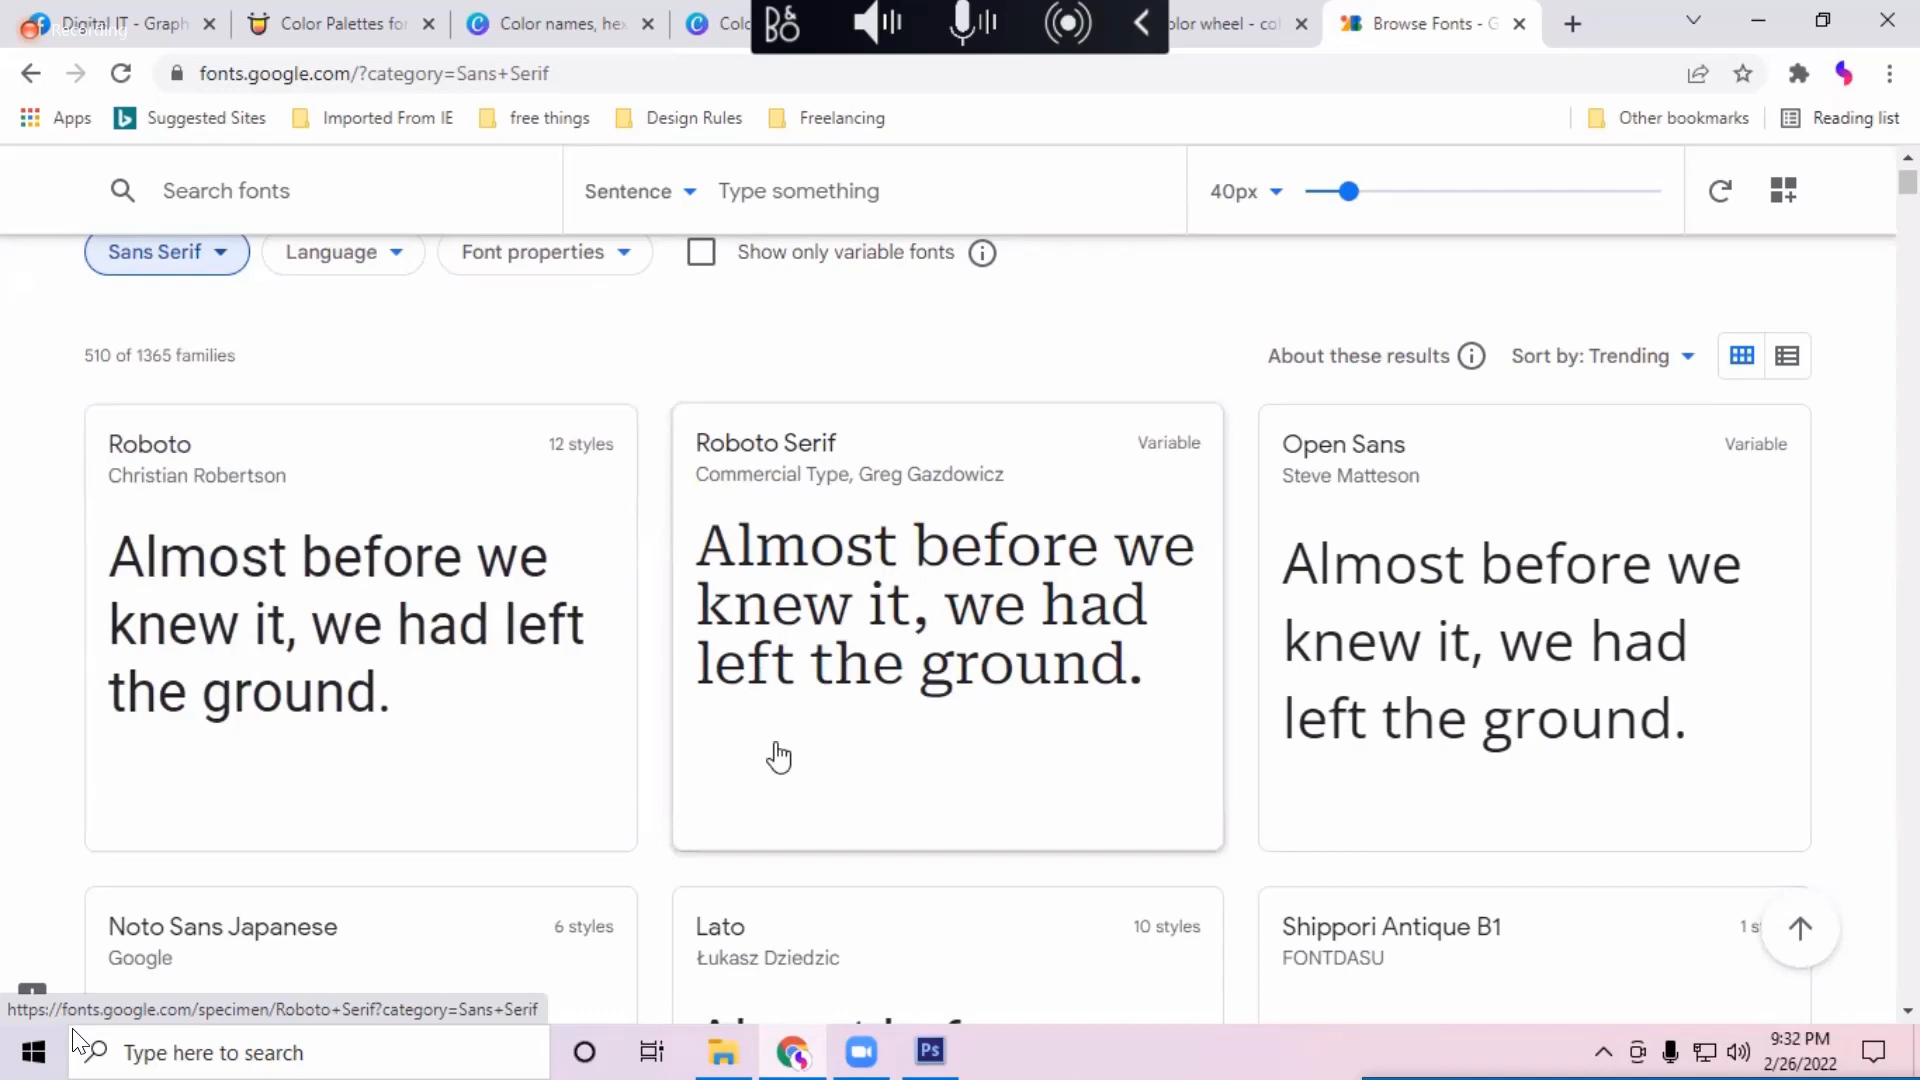 Digital IT - Graph
Color Palettes fo
Color names, hex
Colo
olor wheel - col
Browse Fonts - G
Recording
fonts.google.com/?category=Sans+Serif
Apps
Suggested Sites
Imported From IE
free things
Design Rules
Freelancing
Other bookmarks
Reading list
Search fonts
Sentence
Type something
40px
Sans Serif
Language
Font properties
Show only variable fonts
510 of 1365 families
About these results
Sort by: Trending
Roboto
12 styles
Christian Robertson
Almost before we
knew it, we had left
the ground.
Roboto Serif
Variable
Commercial Type, Greg Gazdowicz
Almost before we
knew it, we had
left the ground.
Open Sans
Variable
Steve Matteson
Almost before we
knew it, we had
left the ground.
Noto Sans Japanese
6 styles
Google
Lato
10 styles
Łukasz Dziedzic
Shippori Antique B1
1 st
FONTDASU
https://fonts.google.com/specimen/Roboto+Serif?category=Sans+Serif
Type here to search
Ps
9:32 PM
2/26/2022